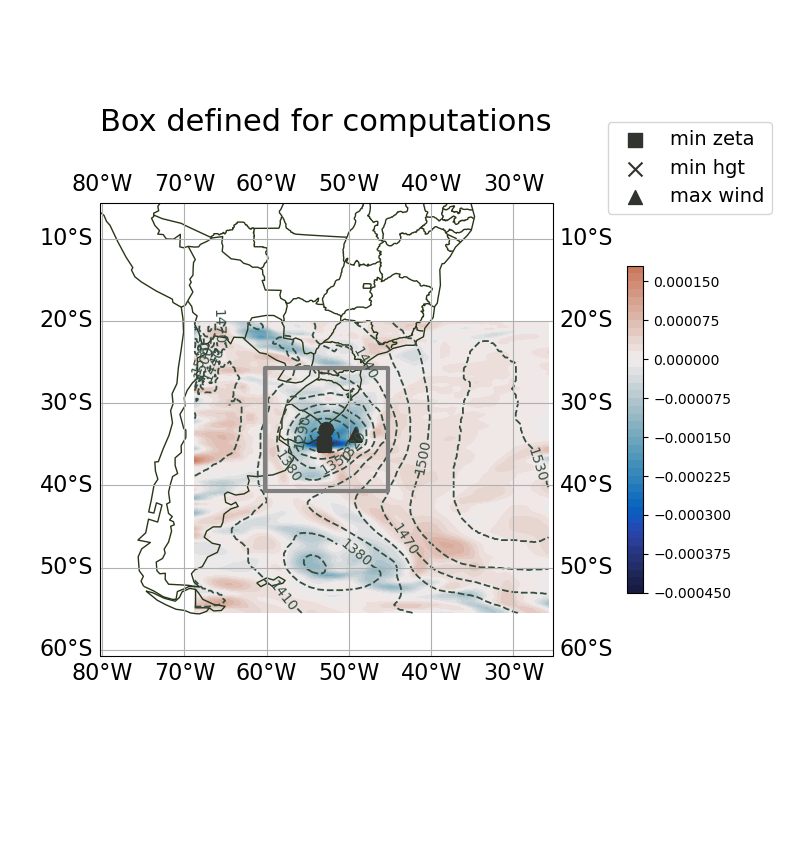 Box defined for computations
min zeta
min hgt
max wind
80°W 70°W 60°W 50°W 40°W 30°W
10°S 10°S
20°S 20°S
30°S 30°S
40°S 40°S
50°S 50°S
60°S 60°S
80°W 70°W 60°W 50°W 40°W 30°W
1290
1380
1500
1530
1470
1380
1410
0.000150
0.000075
0.000000
−0.000075
−0.000150
−0.000225
−0.000300
−0.000375
−0.000450